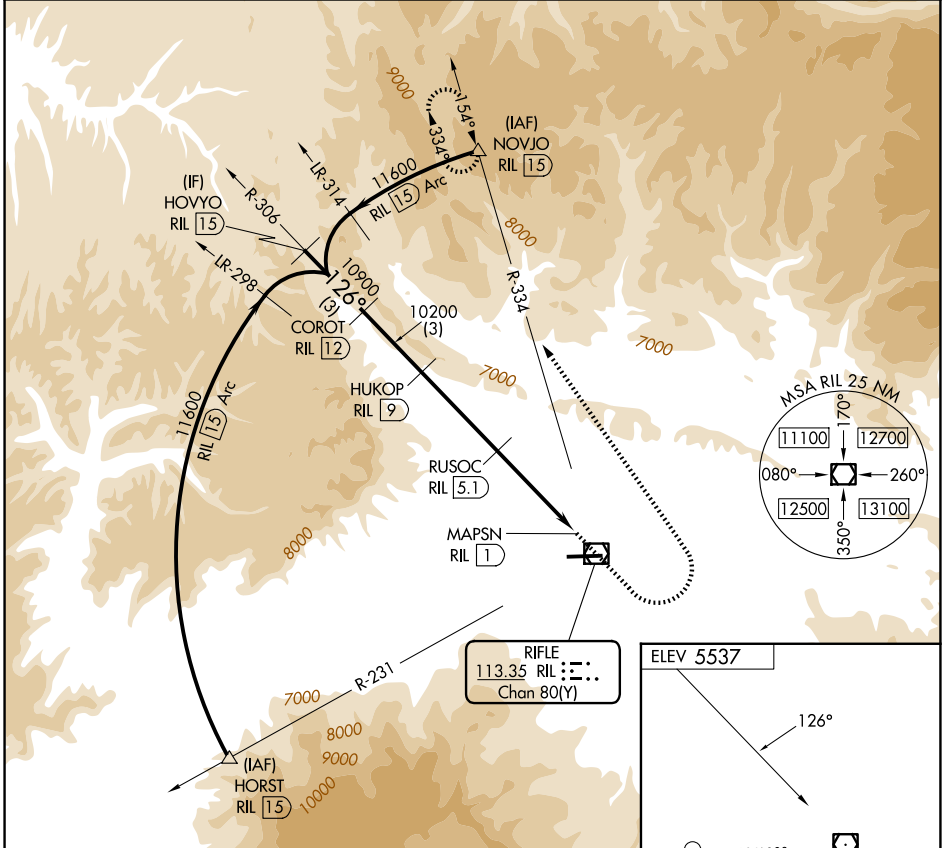 9000
154°
334°
(IAF)
NOVJO
RIL 15
11600
RIL 15 Arc
LR-314
(IF)
HOVYO
RIL 15
R-306
8000
LR-298
R-334
10900
126°
(3)
10200
(3)
COROT
RIL 12
7000
7000
HUKOP
RIL 9
MSA RIL 25 NM
170°
11100
12700
080°
260°
12500
13100
350°
11600
RIL 15 Arc
RUSOC
RIL 5.1
8000
MAPSN
RIL 1
RIFLE
113.35 RIL
Chan 80(Y)
R-231
7000
8000
9000
10000
(IAF)
HORST
RIL 15
ELEV 5537
126°